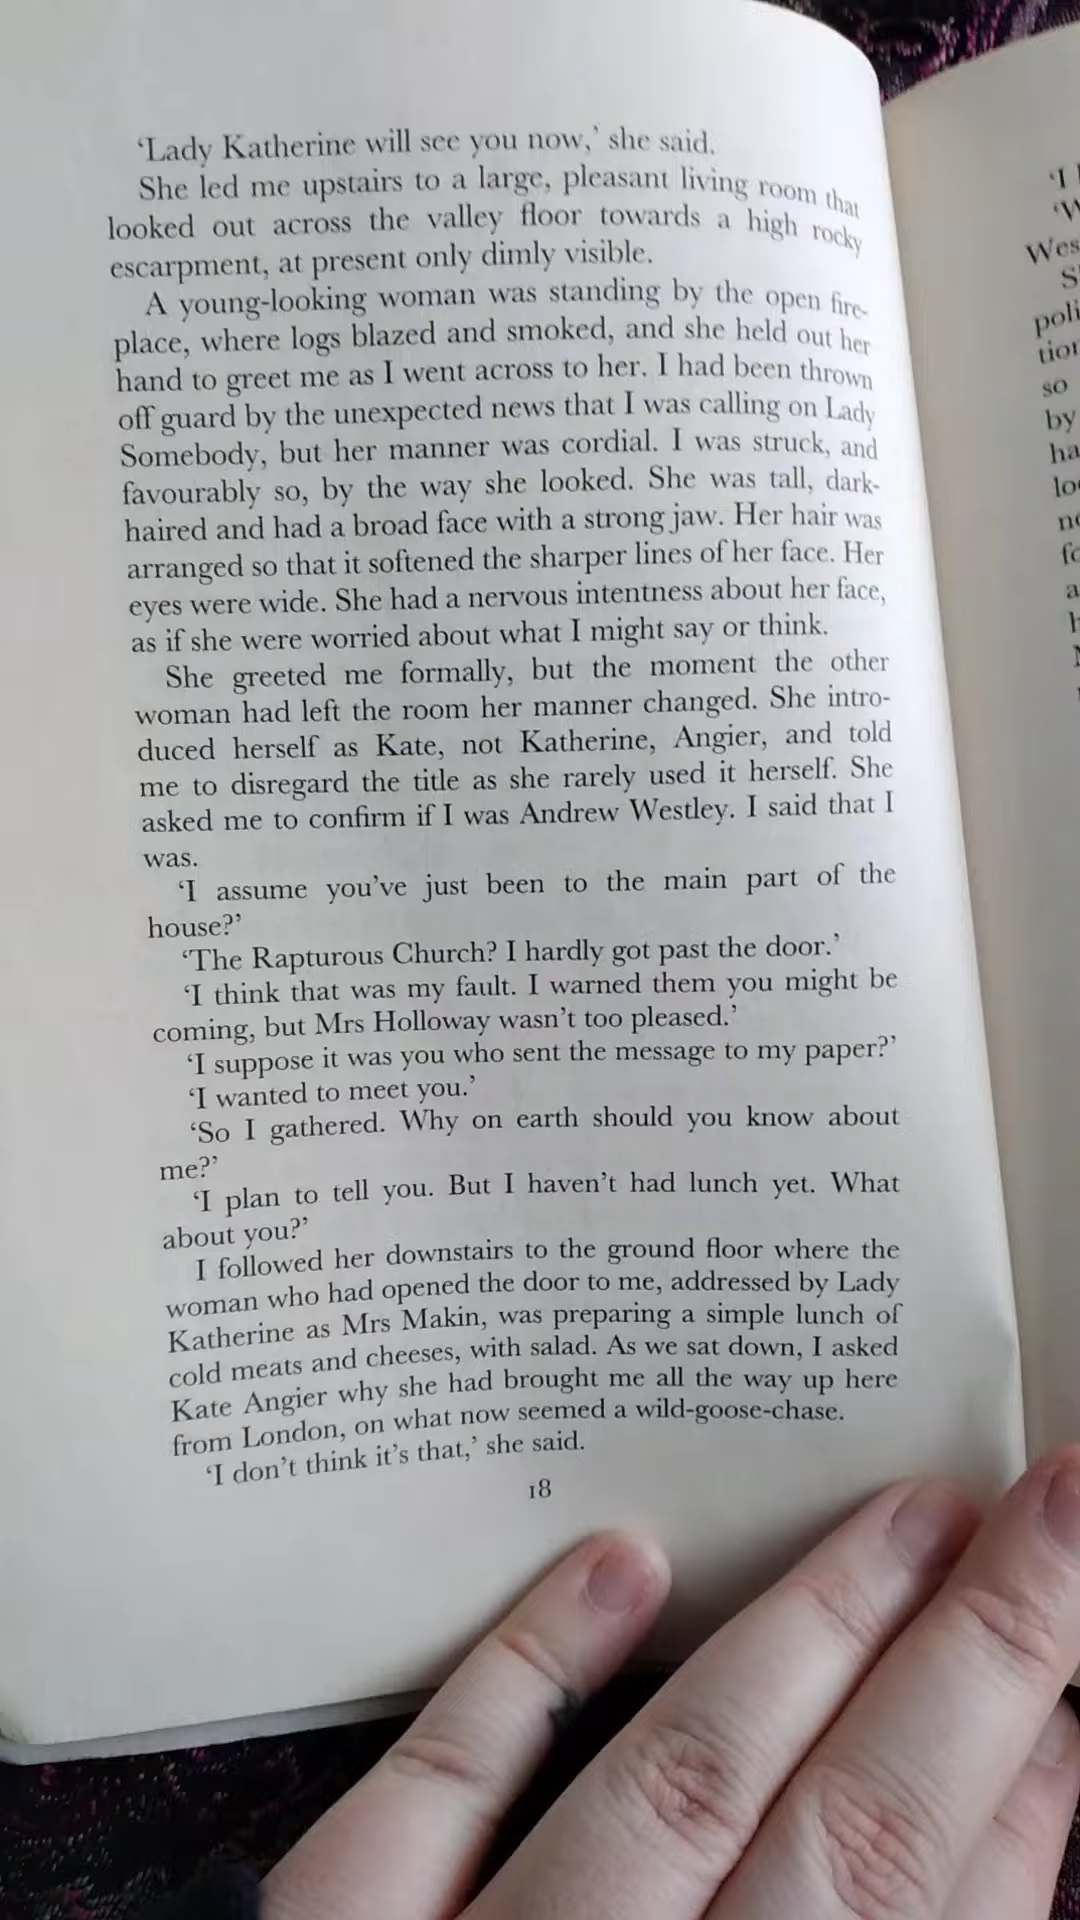 ‘Lady Katherine will see you now,’ she said.
She led me upstairs to a large, pleasant living room that
looked out across the valley floor towards a high rocky
escarpment, at present only dimly visible.
A young-looking woman was standing by the open fire-
place, where logs blazed and smoked, and she held out her
hand to greet me as I went across to her. I had been thrown
off guard by the unexpected news that I was calling on Lady
Somebody, but her manner was cordial. I was struck, and
favourably so, by the way she looked. She was tall, dark-
haired and had a broad face with a strong jaw. Her hair was
arranged so that it softened the sharper lines of her face. Her
eyes were wide. She had a nervous intentness about her face,
as if she were worried about what I might say or think.
She greeted me formally, but the moment the other
woman had left the room her manner changed. She intro-
duced herself as Kate, not Katherine, Angier, and told
me to disregard the title as she rarely used it herself. She
asked me to confirm if I was Andrew Westley. I said that I
was.
‘I assume you’ve just been to the main part of the
house?’
‘The Rapturous Church? I hardly got past the door.’
‘I think that was my fault. I warned them you might be
coming, but Mrs Holloway wasn’t too pleased.’
‘I suppose it was you who sent the message to my paper?’
‘I wanted to meet you.’
‘So I gathered. Why on earth should you know about
me?’
‘I plan to tell you. But I haven’t had lunch yet. What
about you?’
I followed her downstairs to the ground floor where the
woman who had opened the door to me, addressed by Lady
Katherine as Mrs Makin, was preparing a simple lunch of
cold meats and cheeses, with salad. As we sat down, I asked
Kate Angier why she had brought me all the way up here
from London, on what now seemed a wild-goose-chase.
‘I don’t think it’s that,’ she said.
18
‘I
Wes
poli
so
by